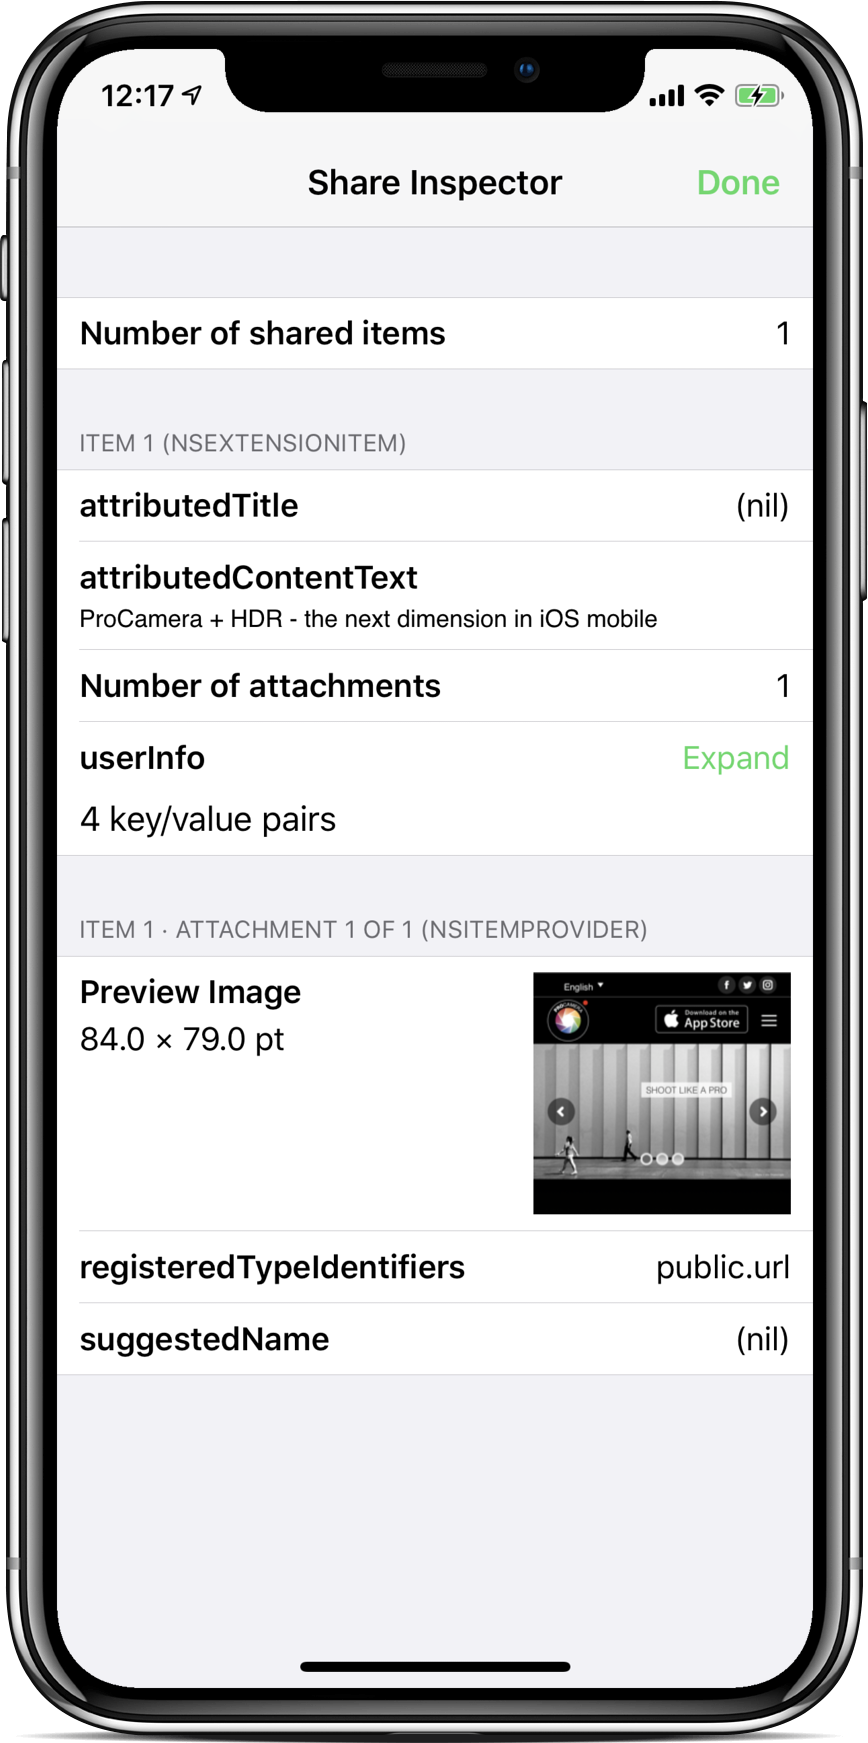 12:17
Share Inspector
Done
Number of shared items 1
ITEM 1 (NSEXTENSIONITEM)
attributedTitle (nil)
attributedContentText
ProCamera + HDR - the next dimension in iOS mobile
Number of attachments 1
userInfo Expand
4 key/value pairs
ITEM 1 · ATTACHMENT 1 OF 1 (NSITEMPROVIDER)
Preview Image
84.0 × 79.0 pt
English
PROCAMERA
Download on the
App Store
SHOOT LIKE A PRO
registeredTypeIdentifiers public.url
suggestedName (nil)